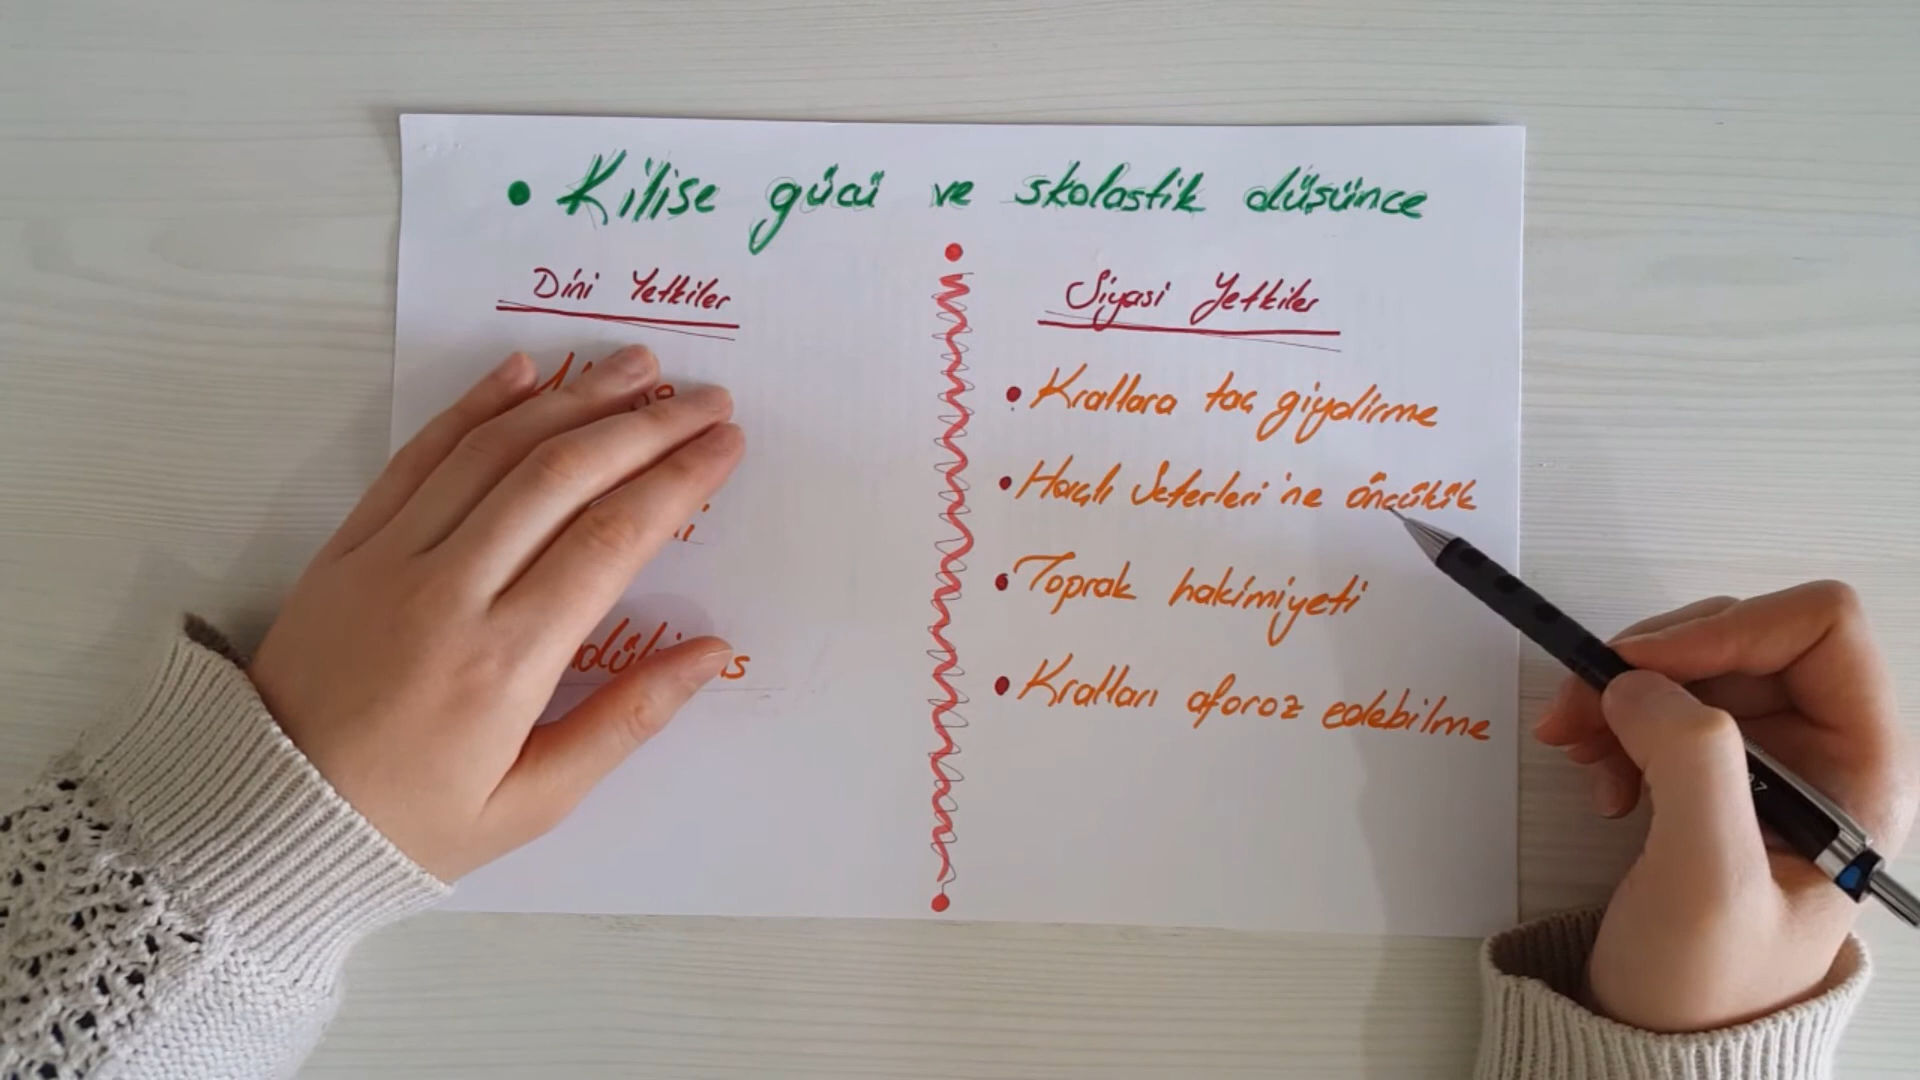 • Kilise gücü ve skolastik düşünce
Dini Yetkiler
Siyasi Yetkiler
• Krallara taç giydirme
• Haçlı Seferleri'ne öncülük
• Toprak hakimiyeti
• Kralları aforoz edebilme